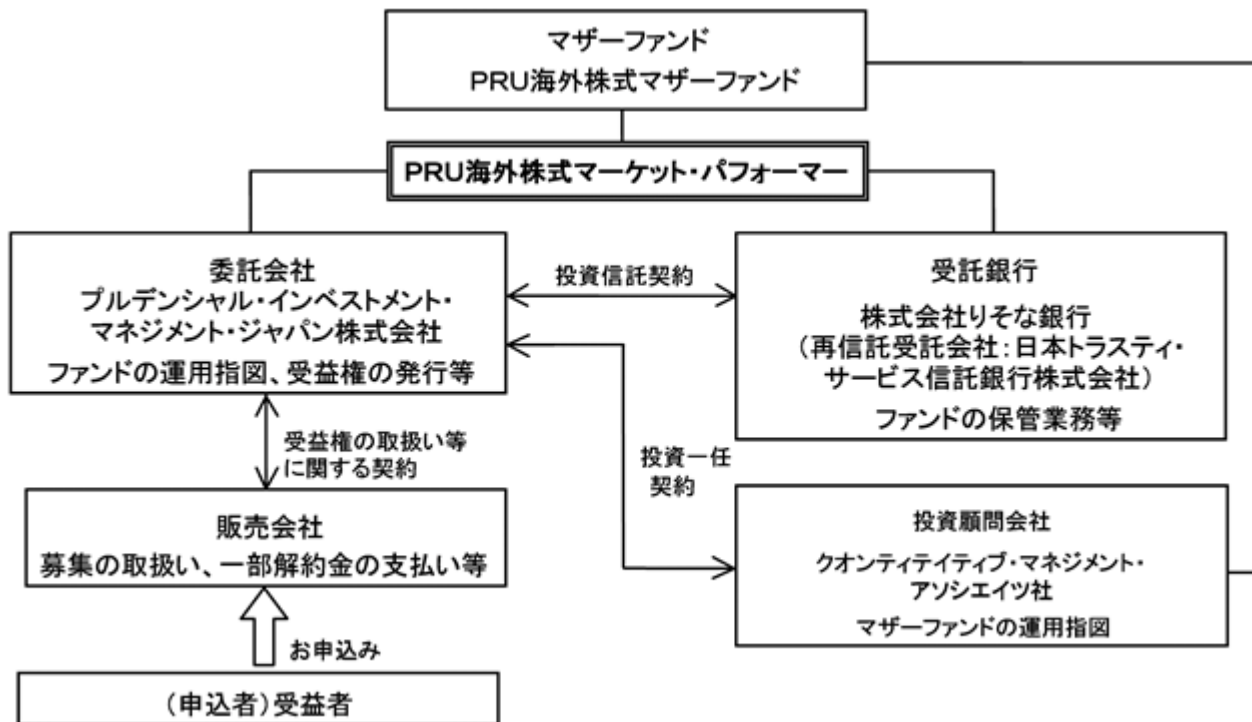 マザーファンド
PRU海外株式マザーファンド
PRU海外株式マーケット・パフォーマー
委託会社
プルデンシャル・インベストメント・
マネジメント・ジャパン株式会社
ファンドの運用指図、受益権の発行等
投資信託契約
受託銀行
株式会社りそな銀行
(再信託受託会社:日本トラスティ・
サービス信託銀行株式会社)
ファンドの保管業務等
受益権の取扱い等
に関する契約
投資一任
契約
販売会社
募集の取扱い、一部解約金の支払い等
投資顧問会社
クオンティテイティブ・マネジメント・
アソシエイツ社
マザーファンドの運用指図
お申込み
(申込者)受益者